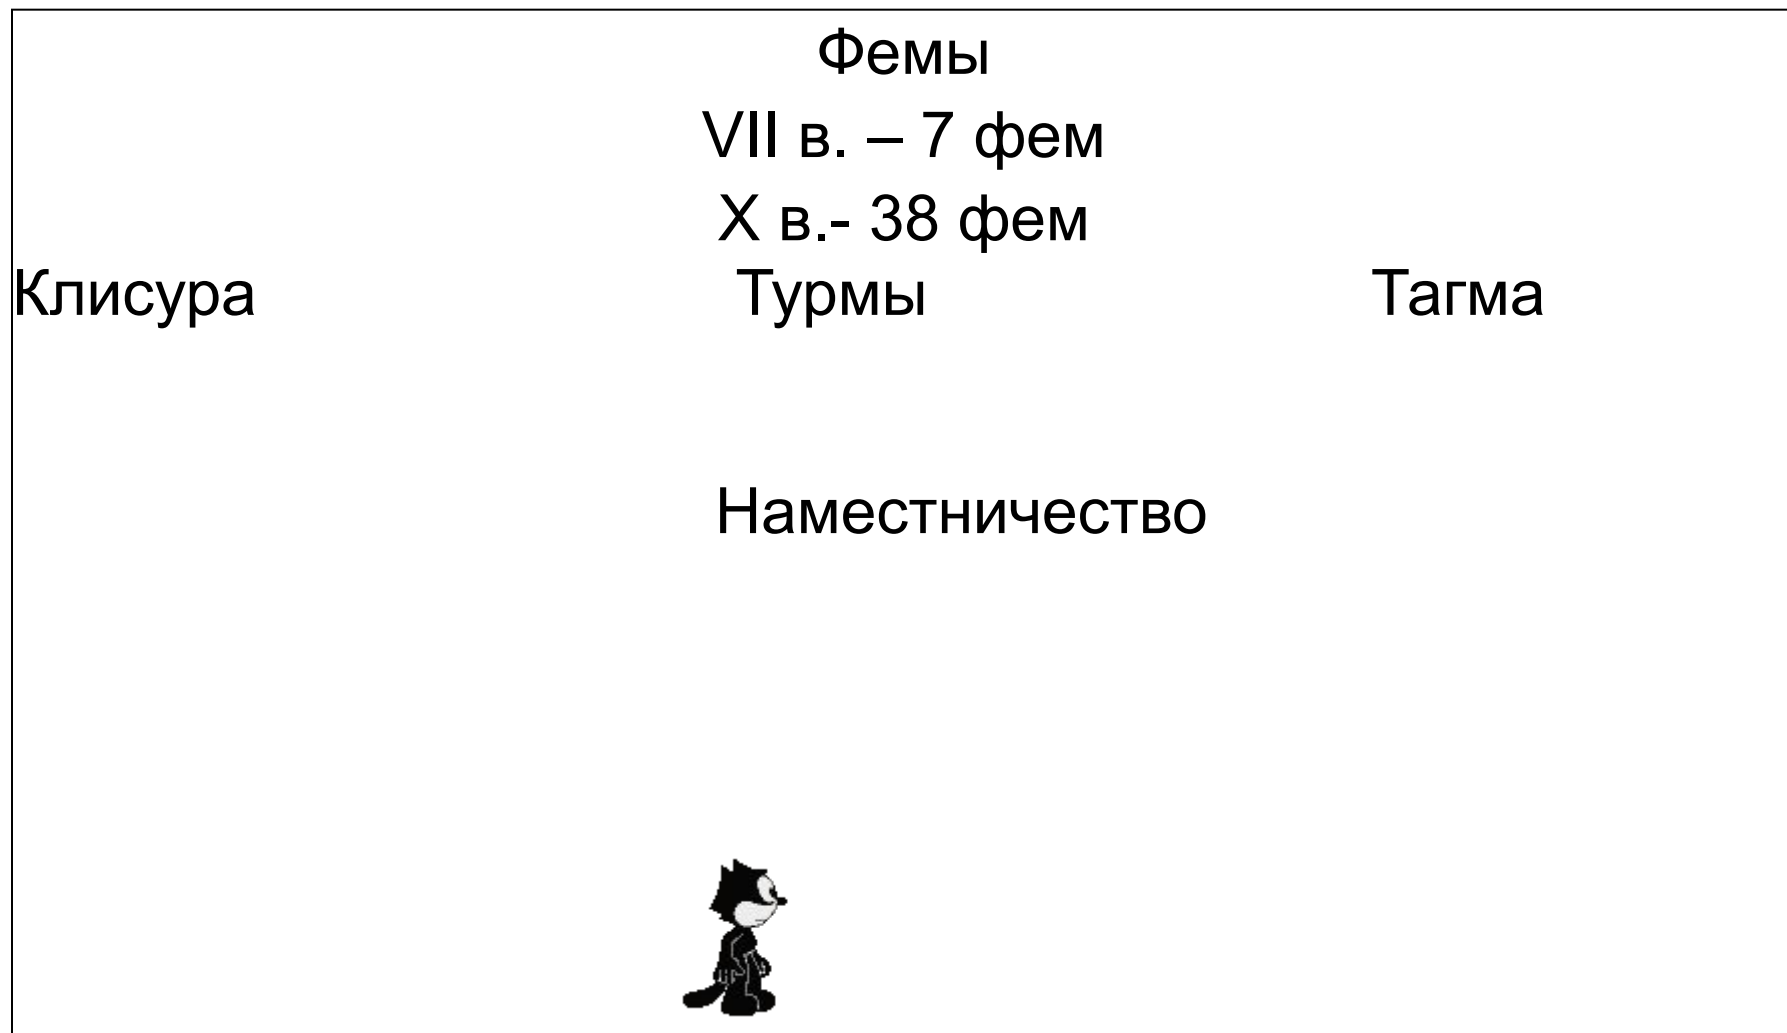 Фемы
VII в. – 7 фем
X в.- 38 фем
Клисура Турмы Тагма
Наместничество